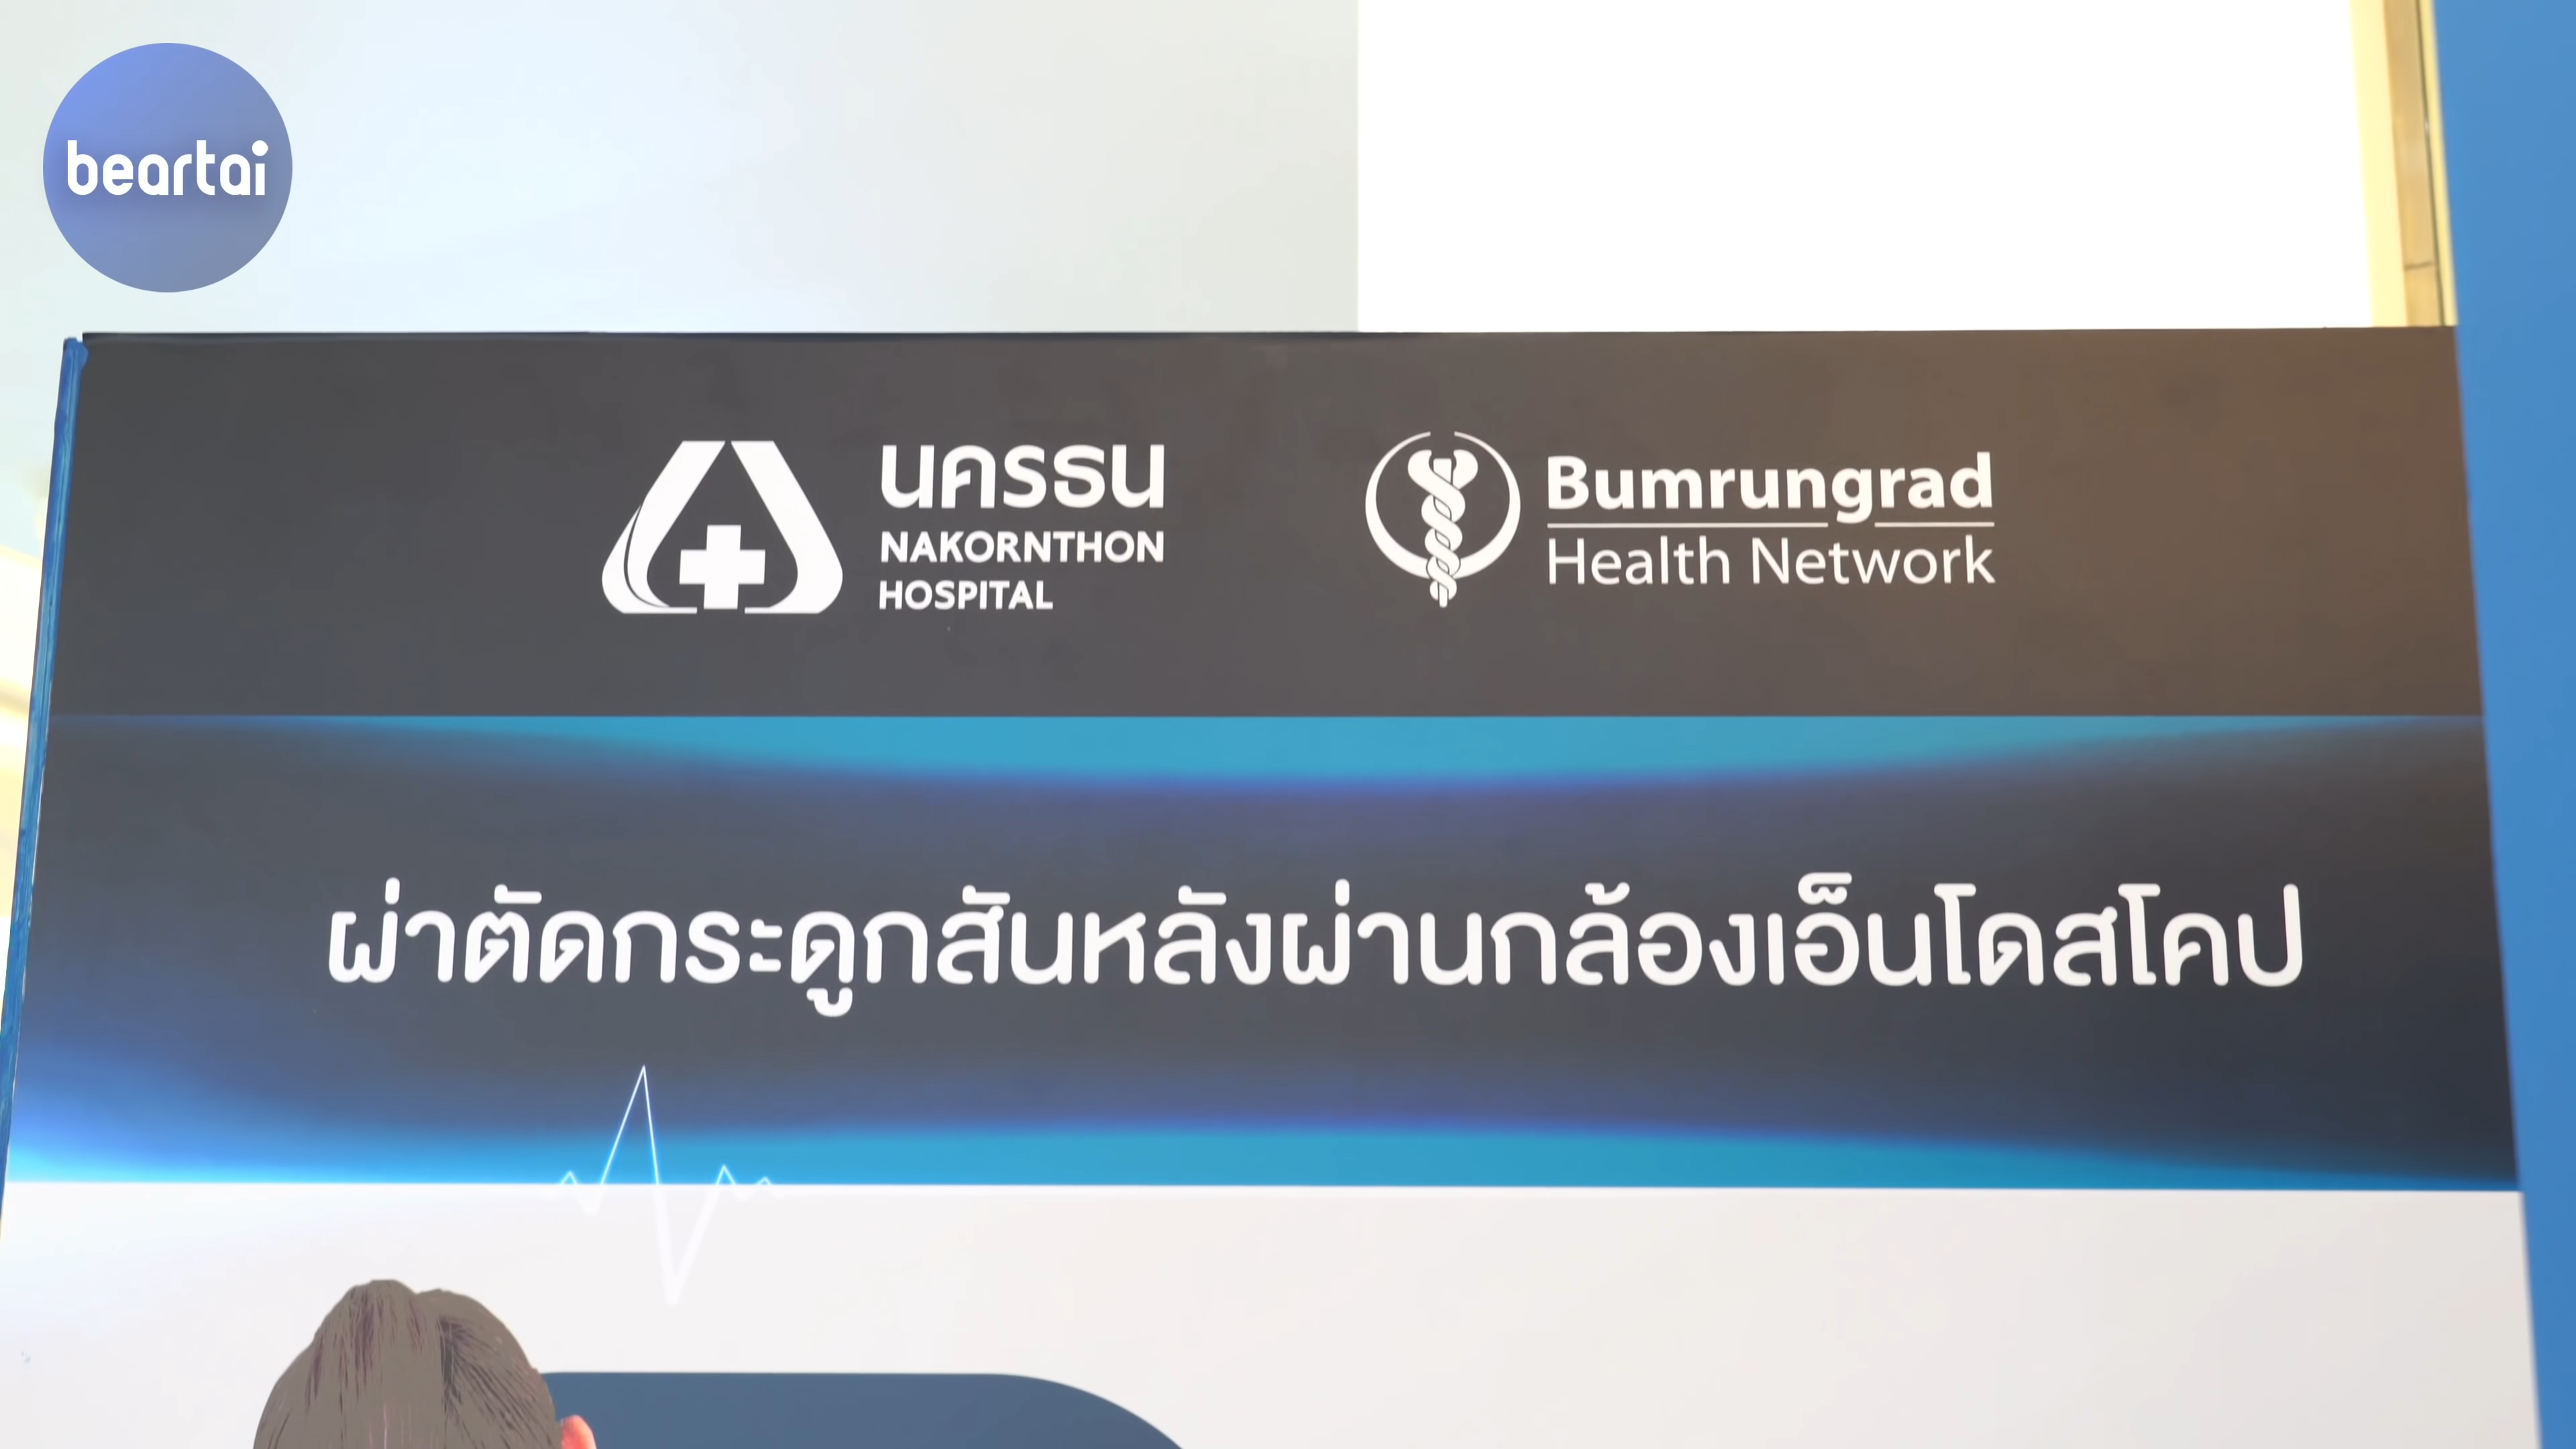 beartai
นครธน
NAKORNTHON
HOSPITAL
Bumrungrad
Health Network
ผ่าตัดกระดูกสันหลังผ่านกล้องเอ็นโดสโคป